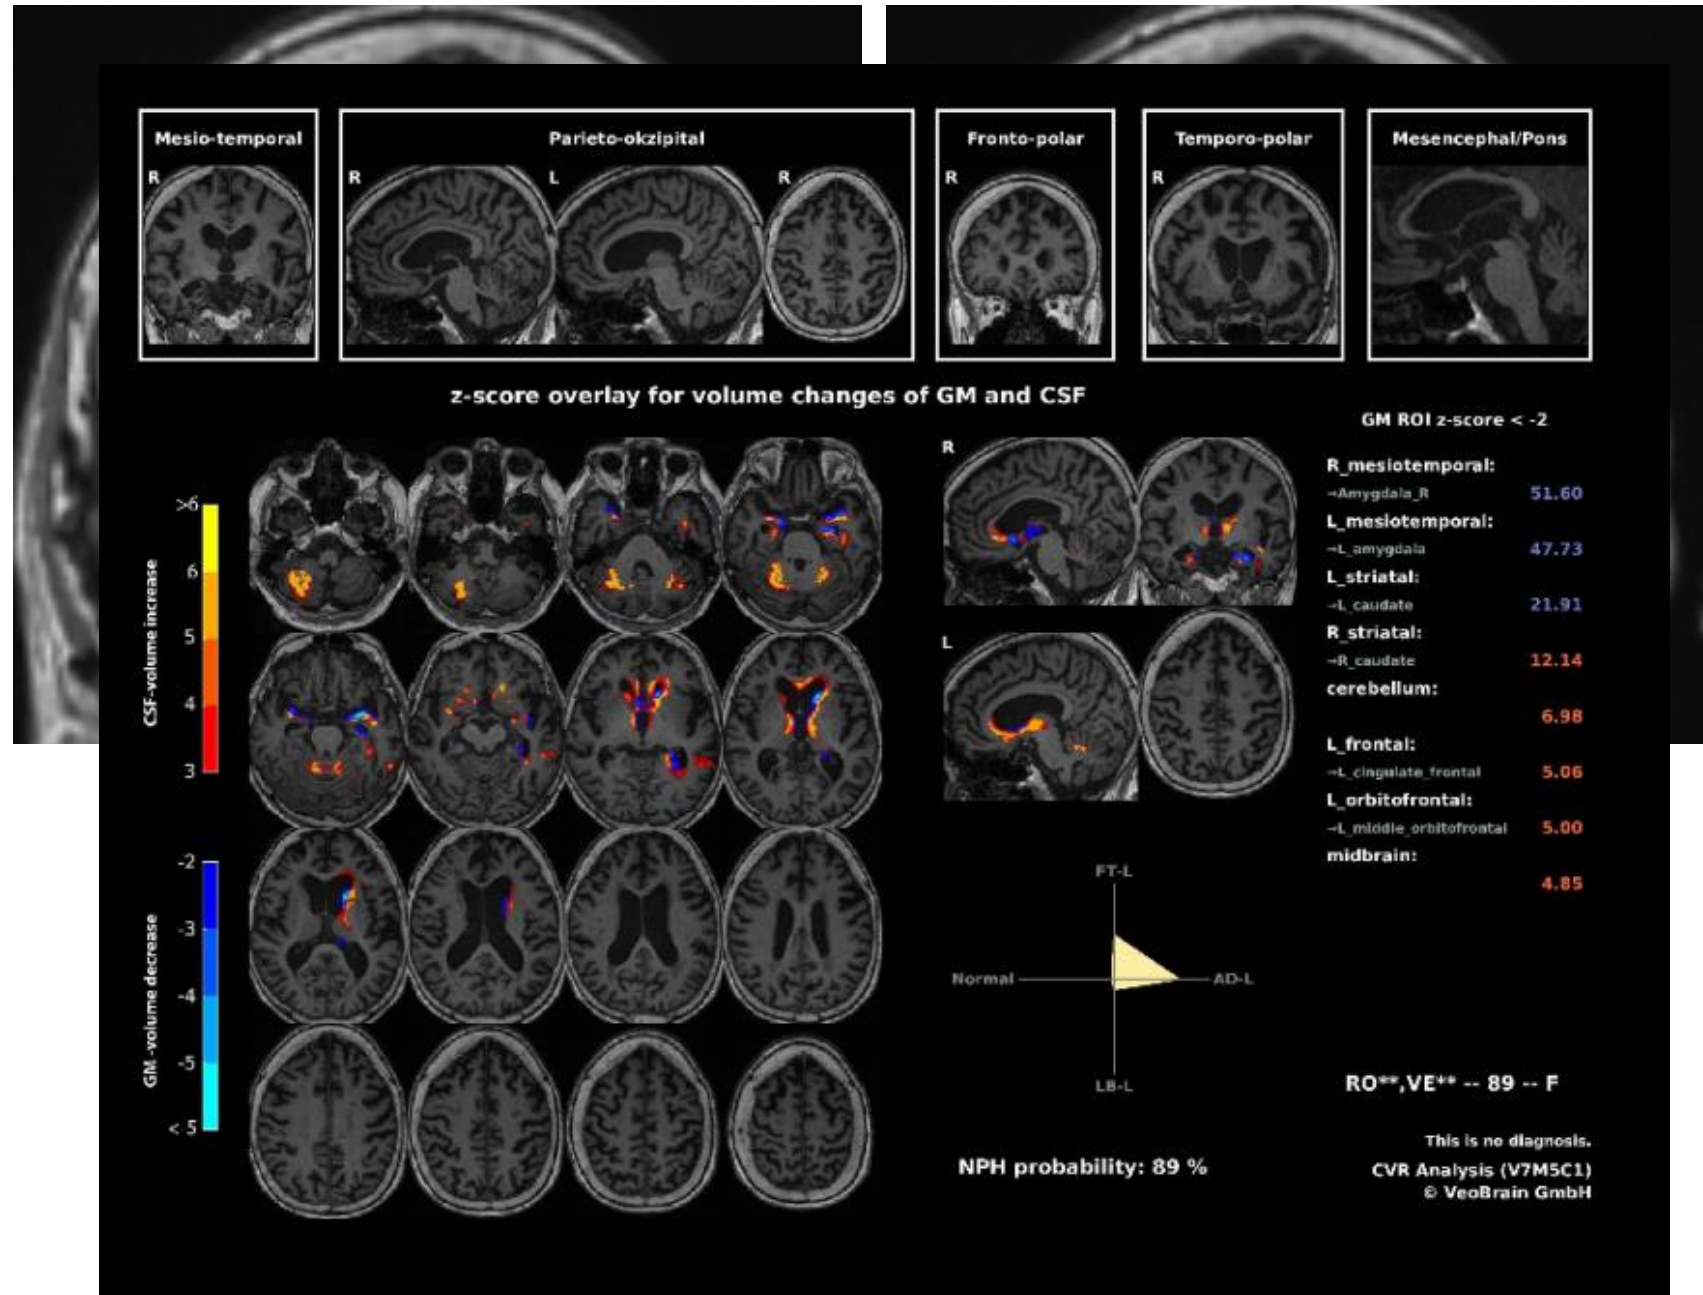 Mesio-temporal
R
Parieto-okzipital
R
L
R
Fronto-polar
R
Temporo-polar
R
Mesencephal/Pons
z-score overlay for volume changes of GM and CSF
GM ROI z-score < -2
CSF-volume increase
>6
6
5
4
3
GM -volume decrease
-2
-3
-4
-5
< 5
R
L
R_mesiotemporal:
→Amygdala_R 51.60
L_mesiotemporal:
→L_amygdala 47.73
L_striatal:
→L_caudate 21.91
R_striatal:
→R_caudate 12.14
cerebellum:
6.98
L_frontal:
→L_cingulate_frontal 5.06
L_orbitofrontal:
→L_middle_orbitofrontal 5.00
midbrain:
4.85
FT-L
Normal
AD-L
LB-L
NPH probability: 89 %
RO**,VE** -- 89 -- F
This is no diagnosis.
CVR Analysis (V7M5C1)
© VeoBrain GmbH